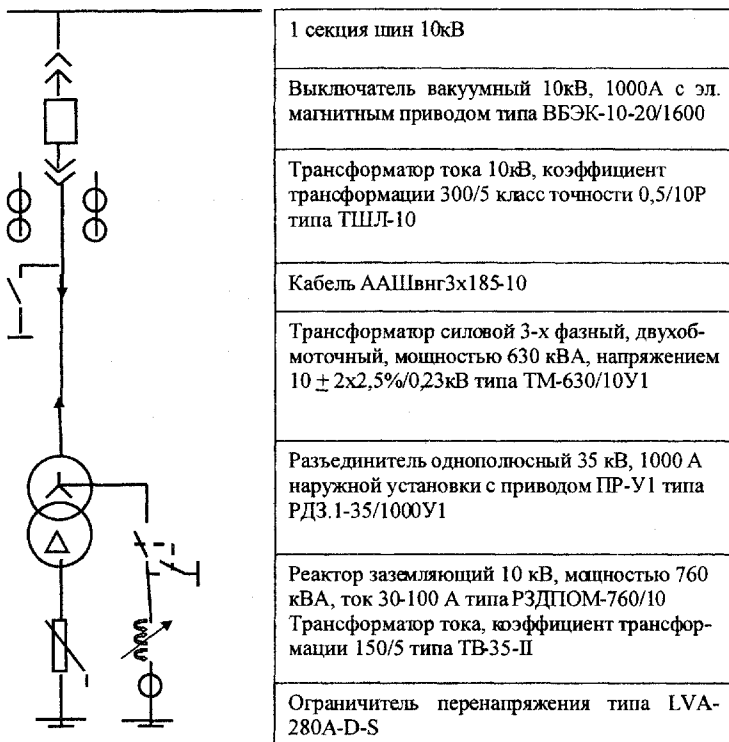 1 секция шин 10кВ
Выключатель вакуумный 10кВ, 1000А с эл.
магнитным приводом типа ВБЭК-10-20/1600
Трансформатор тока 10кВ, коэффициент
трансформации 300/5 класс точности 0,5/10Р
типа ТШЛ-10
Кабель ААШвнг3х185-10
Трансформатор силовой 3-х фазный, двухоб-
моточный, мощностью 630 кВА, напряжением
10 ± 2х2,5%/0,23кВ типа ТМ-630/10У1
Разъединитель однополюсный 35 кВ, 1000 А
наружной установки с приводом ПР-У1 типа
РДЗ.1-35/1000У1
Реактор заземляющий 10 кВ, мощностью 760
кВА, ток 30-100 А типа РЗДПОМ-760/10
Трансформатор тока, коэффициент трансфор-
мации 150/5 типа ТВ-35-II
Ограничитель перенапряжения типа LVA-
280A-D-S